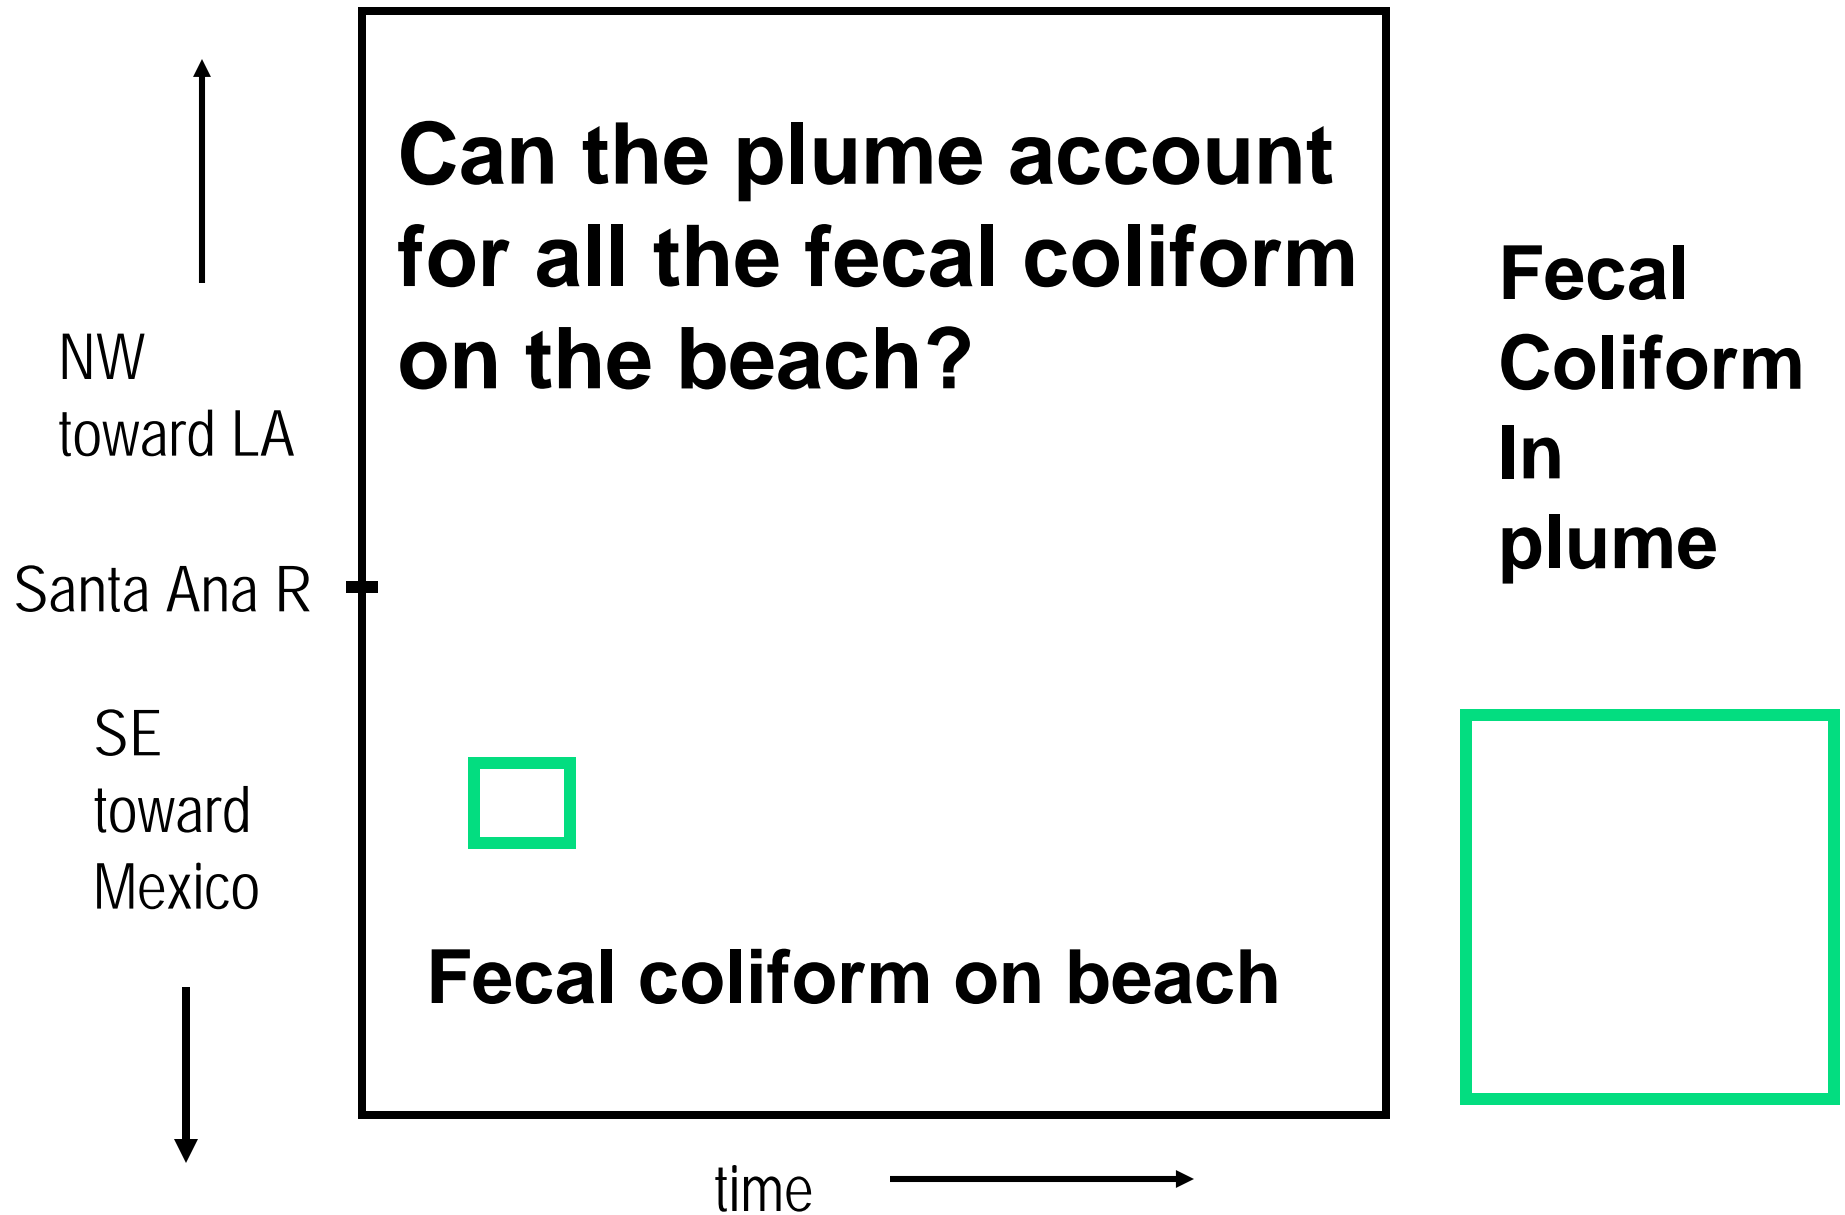 Can the plume account
for all the fecal coliform
on the beach?
Fecal
Coliform
In
plume
NW
toward LA
Santa Ana R
SE
toward
Mexico
Fecal coliform on beach
time